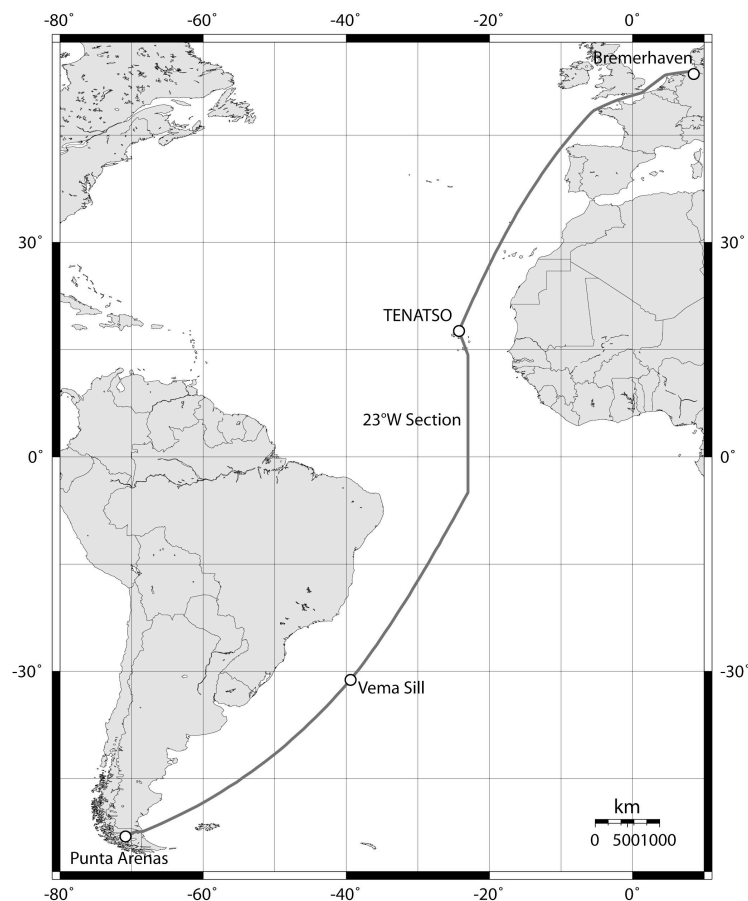 -80° -60° -40° -20° 0°
Bremerhaven
30° 30°
TENATSO
23°W Section
0° 0°
-30° -30°
Vema Sill
km
0 5001000
Punta Arenas
-80° -60° -40° -20° 0°